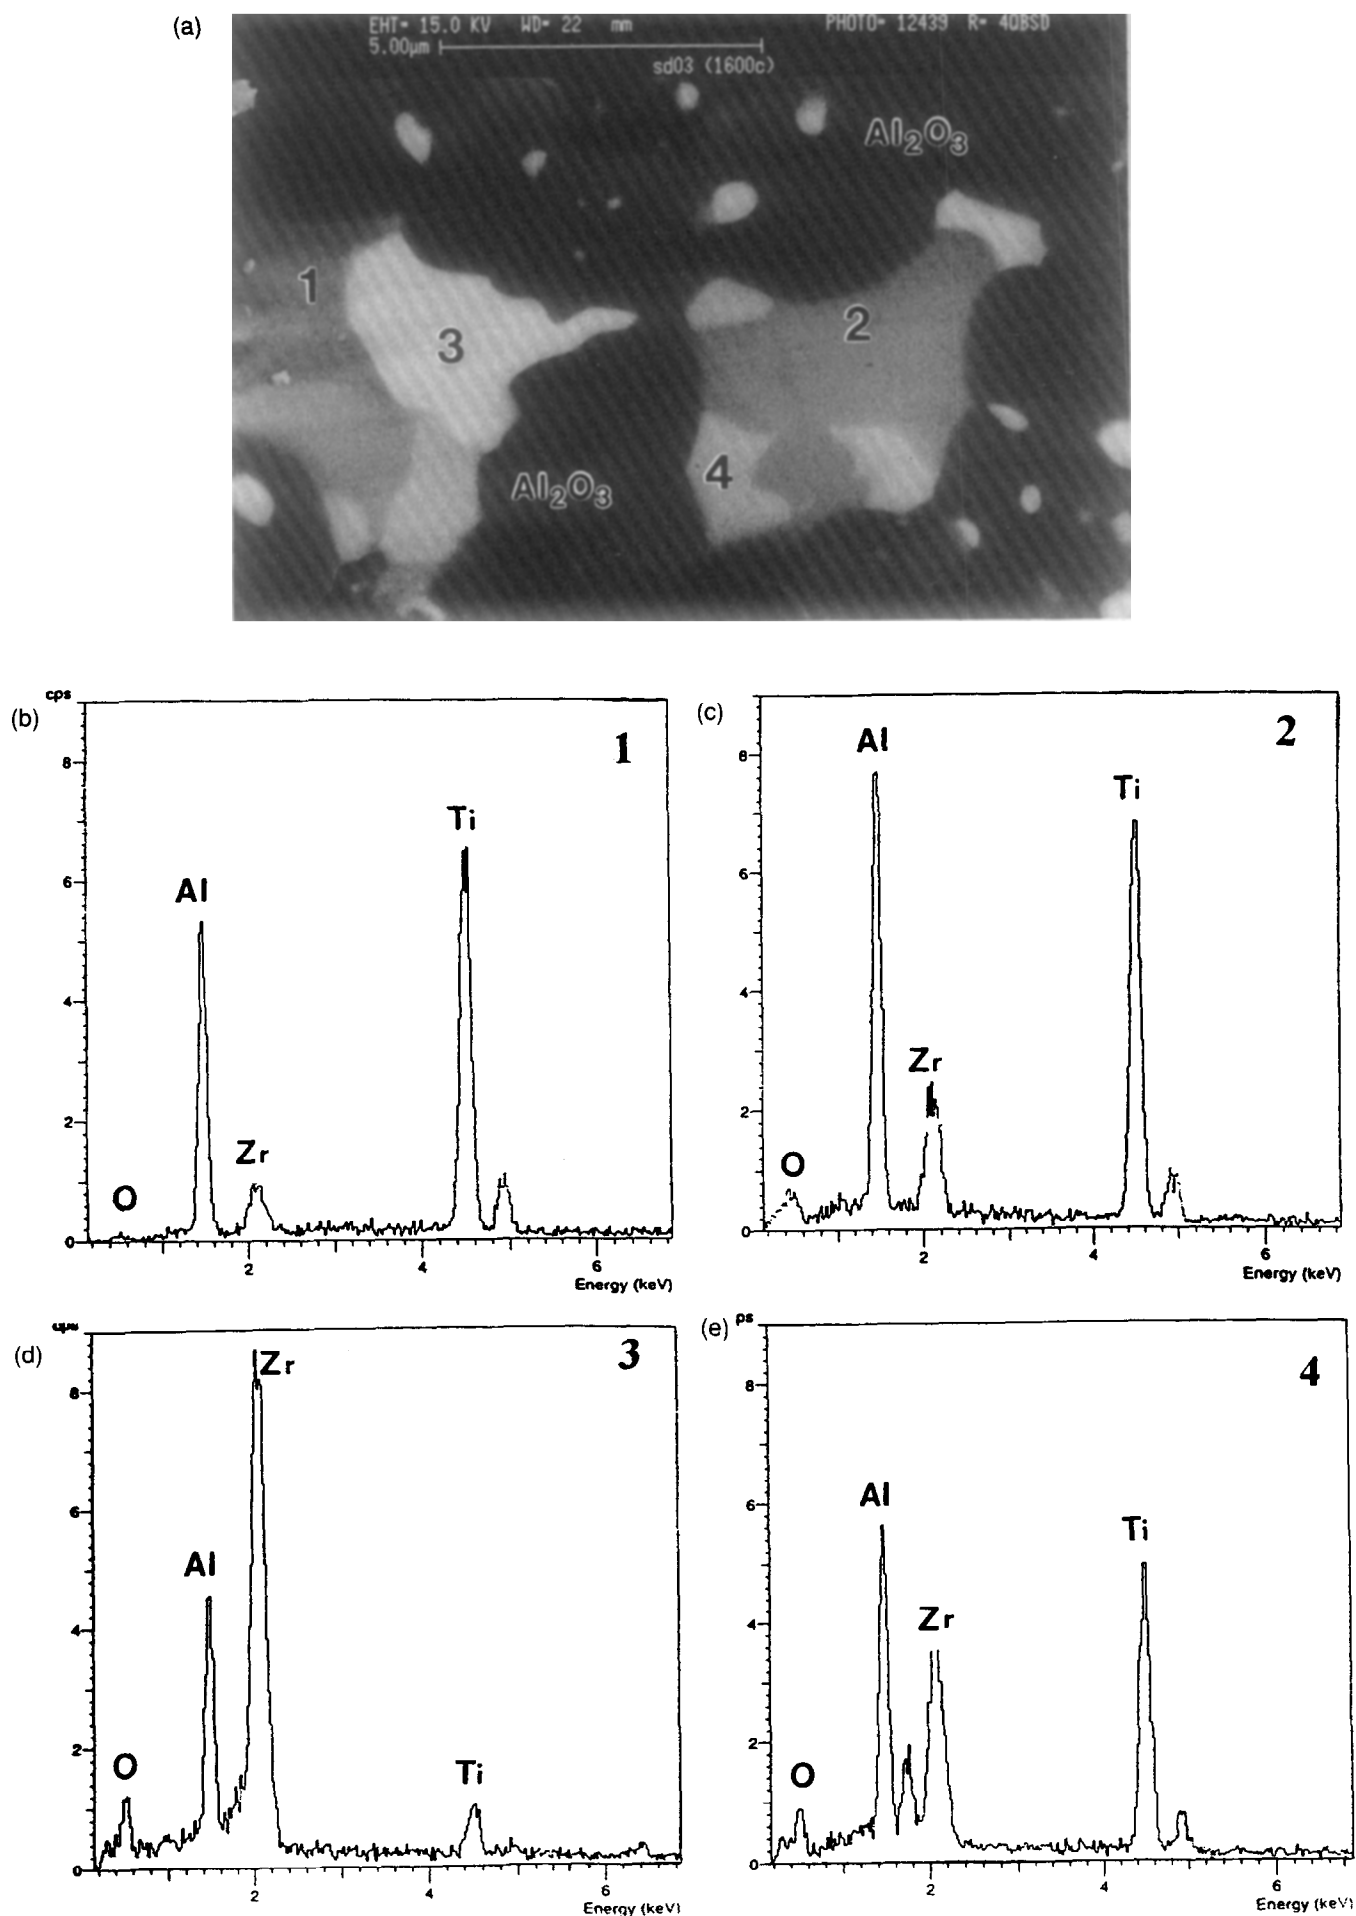 (a)
EHT= 15.0 KV WD= 22 mm PHOTO= 12439 R= 4QBSD
5.00µm
sd03 (1600c)
Al2O3
1
2
3
4
Al2O3
(b)
cps
1
8
6
4
2
0
Ti
Al
Zr
O
2 4 6
Energy (keV)
(c)
2
8
6
4
2
0
Al
Ti
Zr
O
2 4 6
Energy (keV)
(d)
3
8
6
4
2
0
Zr
Al
O
Ti
2 4 6
Energy (keV)
(e)
ps
4
8
6
4
2
0
Al
Ti
Zr
O
2 4 6
Energy (keV)